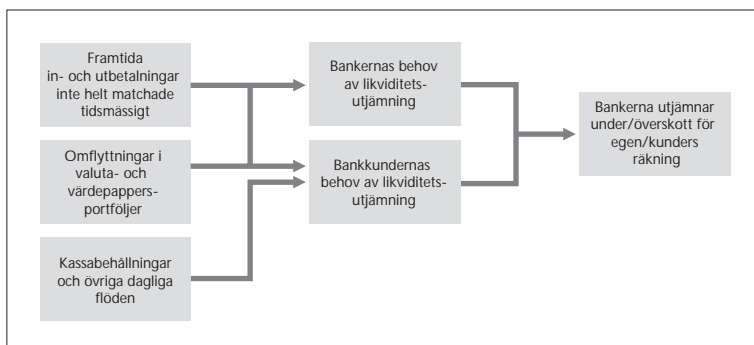 Framtida
in- och utbetalningar
inte helt matchade
tidsmässigt
Omflyttningar i
valuta- och
värdepappers-
portföljer
Kassabehållningar
och övriga dagliga
flöden
Bankernas behov
av likviditets-
utjämning
Bankkundernas
behov av likviditets-
utjämning
Bankerna utjämnar
under/överskott för
egen/kunders
räkning